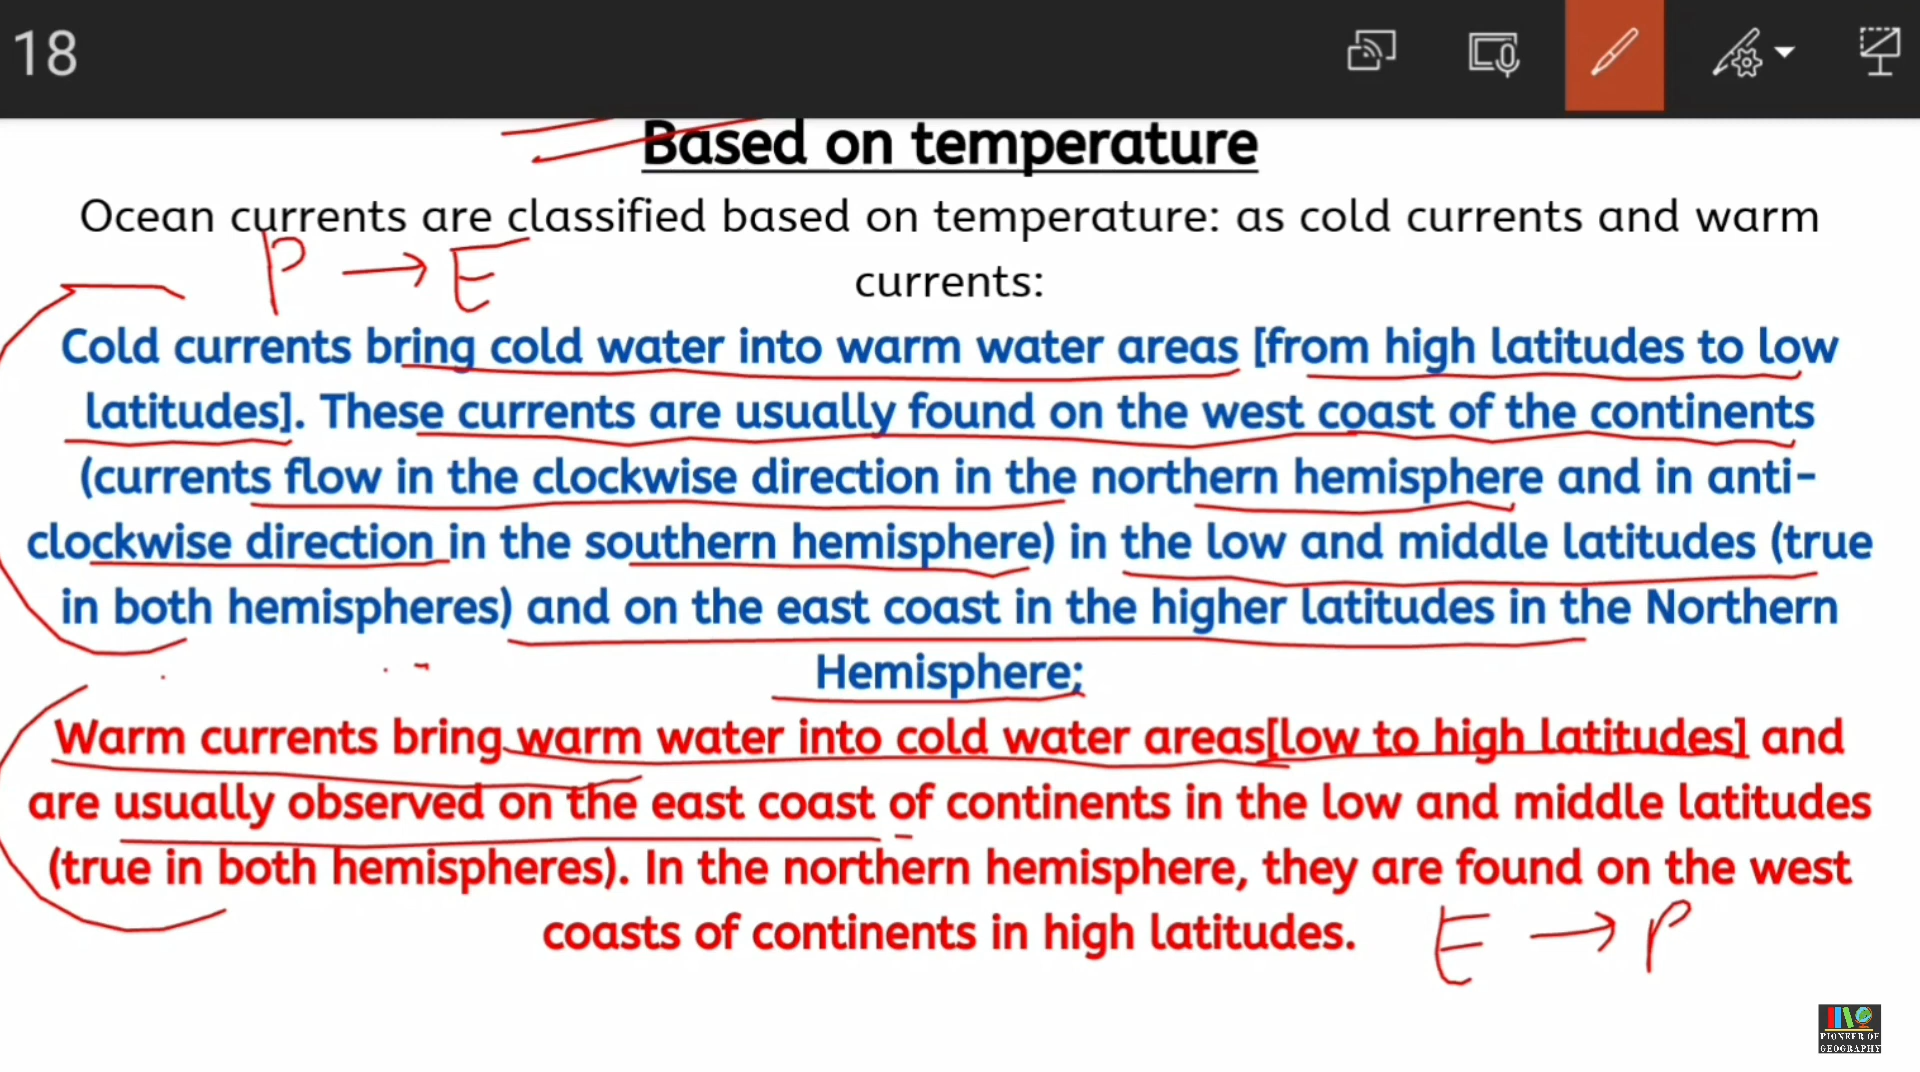 18
Based on temperature
Ocean currents are classified based on temperature: as cold currents and warm
currents:
P → E
Cold currents bring cold water into warm water areas [from high latitudes to low
latitudes]. These currents are usually found on the west coast of the continents
(currents flow in the clockwise direction in the northern hemisphere and in anti-
clockwise direction in the southern hemisphere) in the low and middle latitudes (true
in both hemispheres) and on the east coast in the higher latitudes in the Northern
Hemisphere;
Warm currents bring warm water into cold water areas[low to high latitudes] and
are usually observed on the east coast of continents in the low and middle latitudes
(true in both hemispheres). In the northern hemisphere, they are found on the west
coasts of continents in high latitudes.
E → P
PIONEER OF
GEOGRAPHY